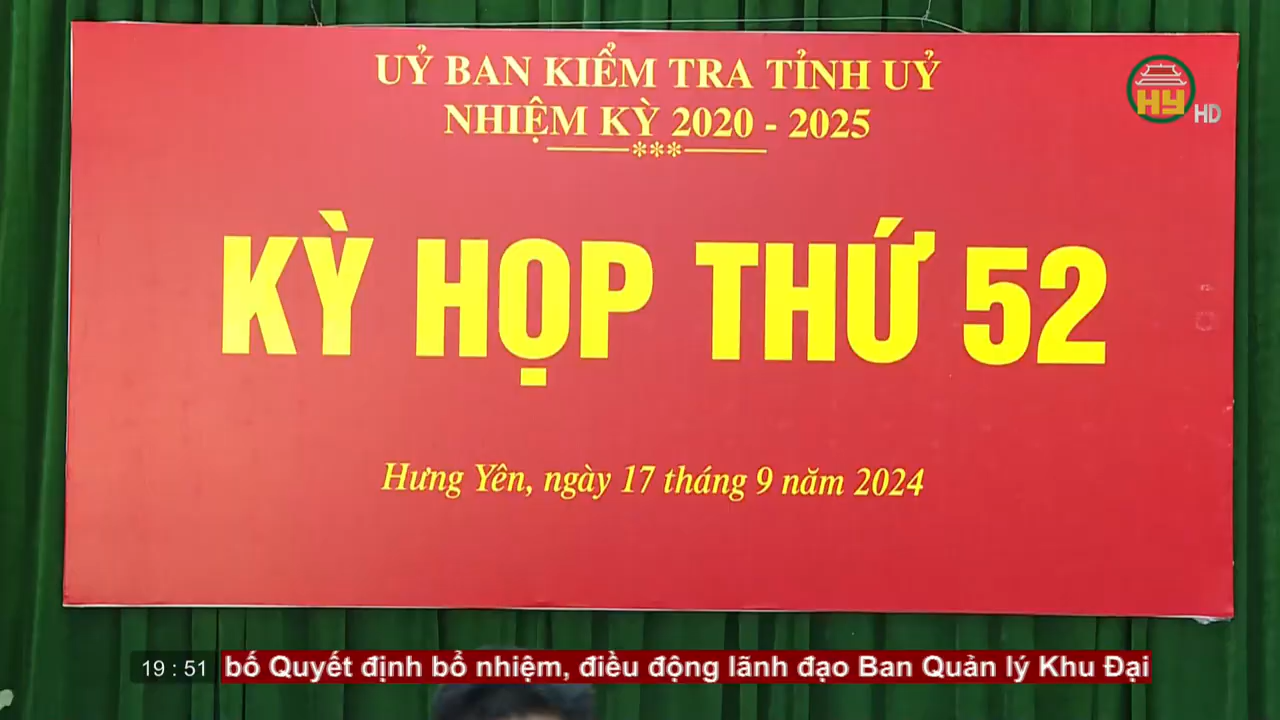 UỶ BAN KIỂM TRA TỈNH UỶ
NHIỆM KỲ 2020 - 2025
***
KỲ HỌP THỨ 52
Hưng Yên, ngày 17 tháng 9 năm 2024
HY HD
19 : 51 bố Quyết định bổ nhiệm, điều động lãnh đạo Ban Quản lý Khu Đại